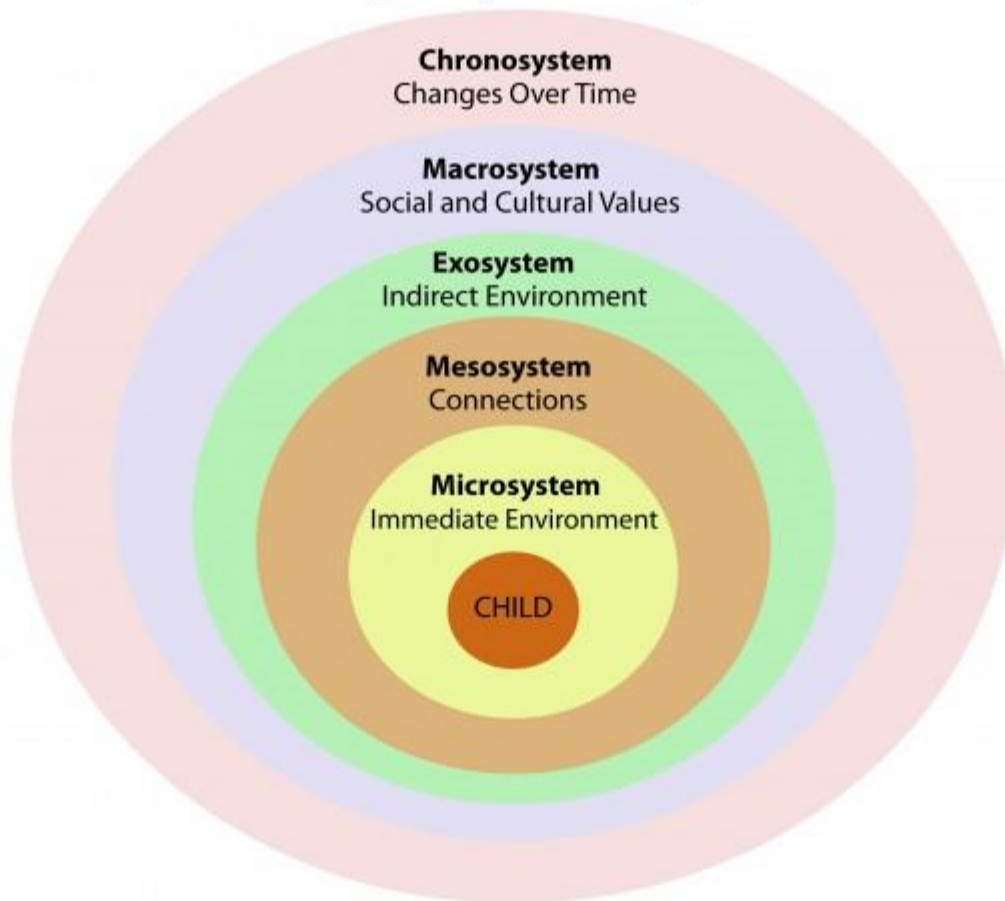 Chronosystem
Changes Over Time
Macrosystem
Social and Cultural Values
Exosystem
Indirect Environment
Mesosystem
Connections
Microsystem
Immediate Environment
CHILD